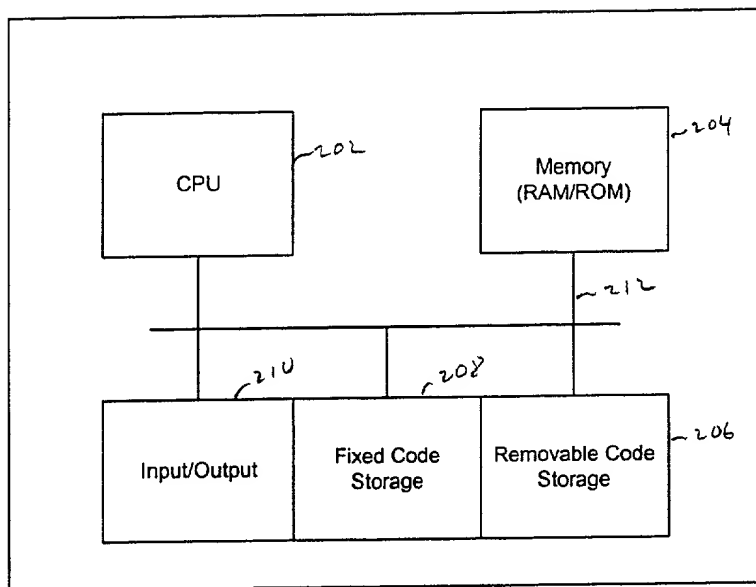 202
204
CPU
Memory
(RAM/ROM)
212
210
208
Input/Output
Fixed Code
Storage
Removable Code
Storage
206